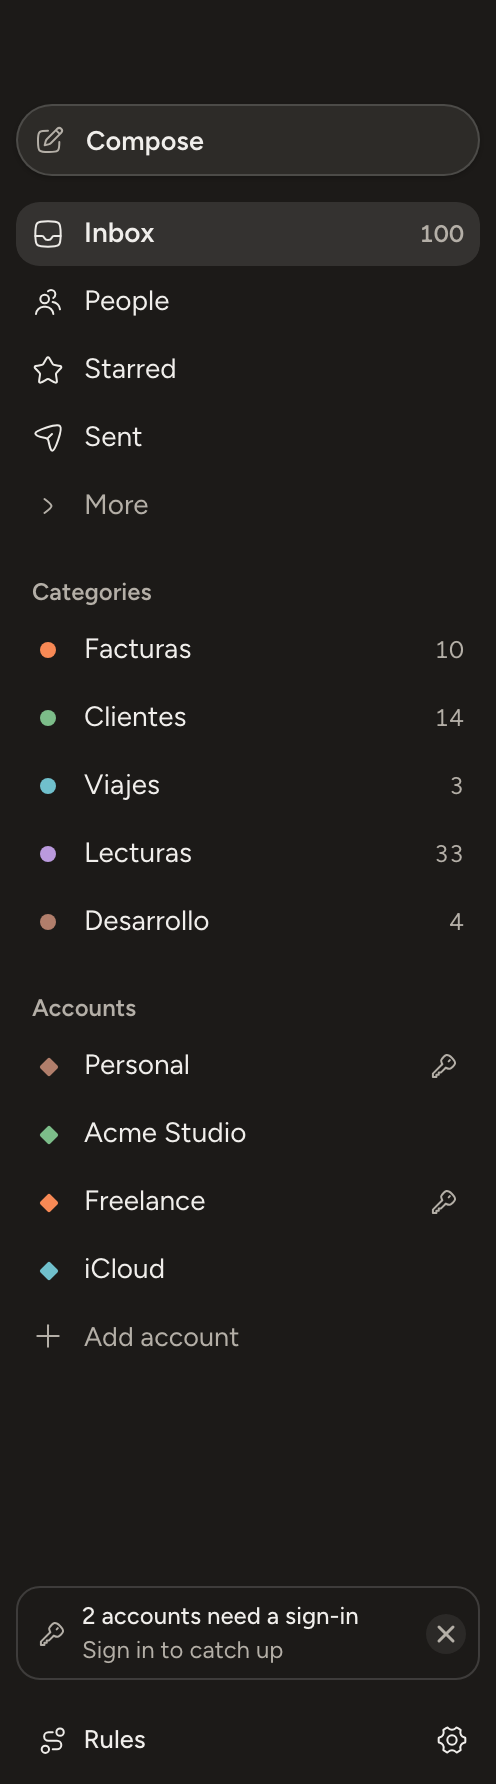 Compose
Inbox 100
People
Starred
Sent
More
Categories
Facturas 10
Clientes 14
Viajes 3
Lecturas 33
Desarrollo 4
Accounts
Personal
Acme Studio
Freelance
iCloud
Add account
2 accounts need a sign-in
Sign in to catch up
Rules